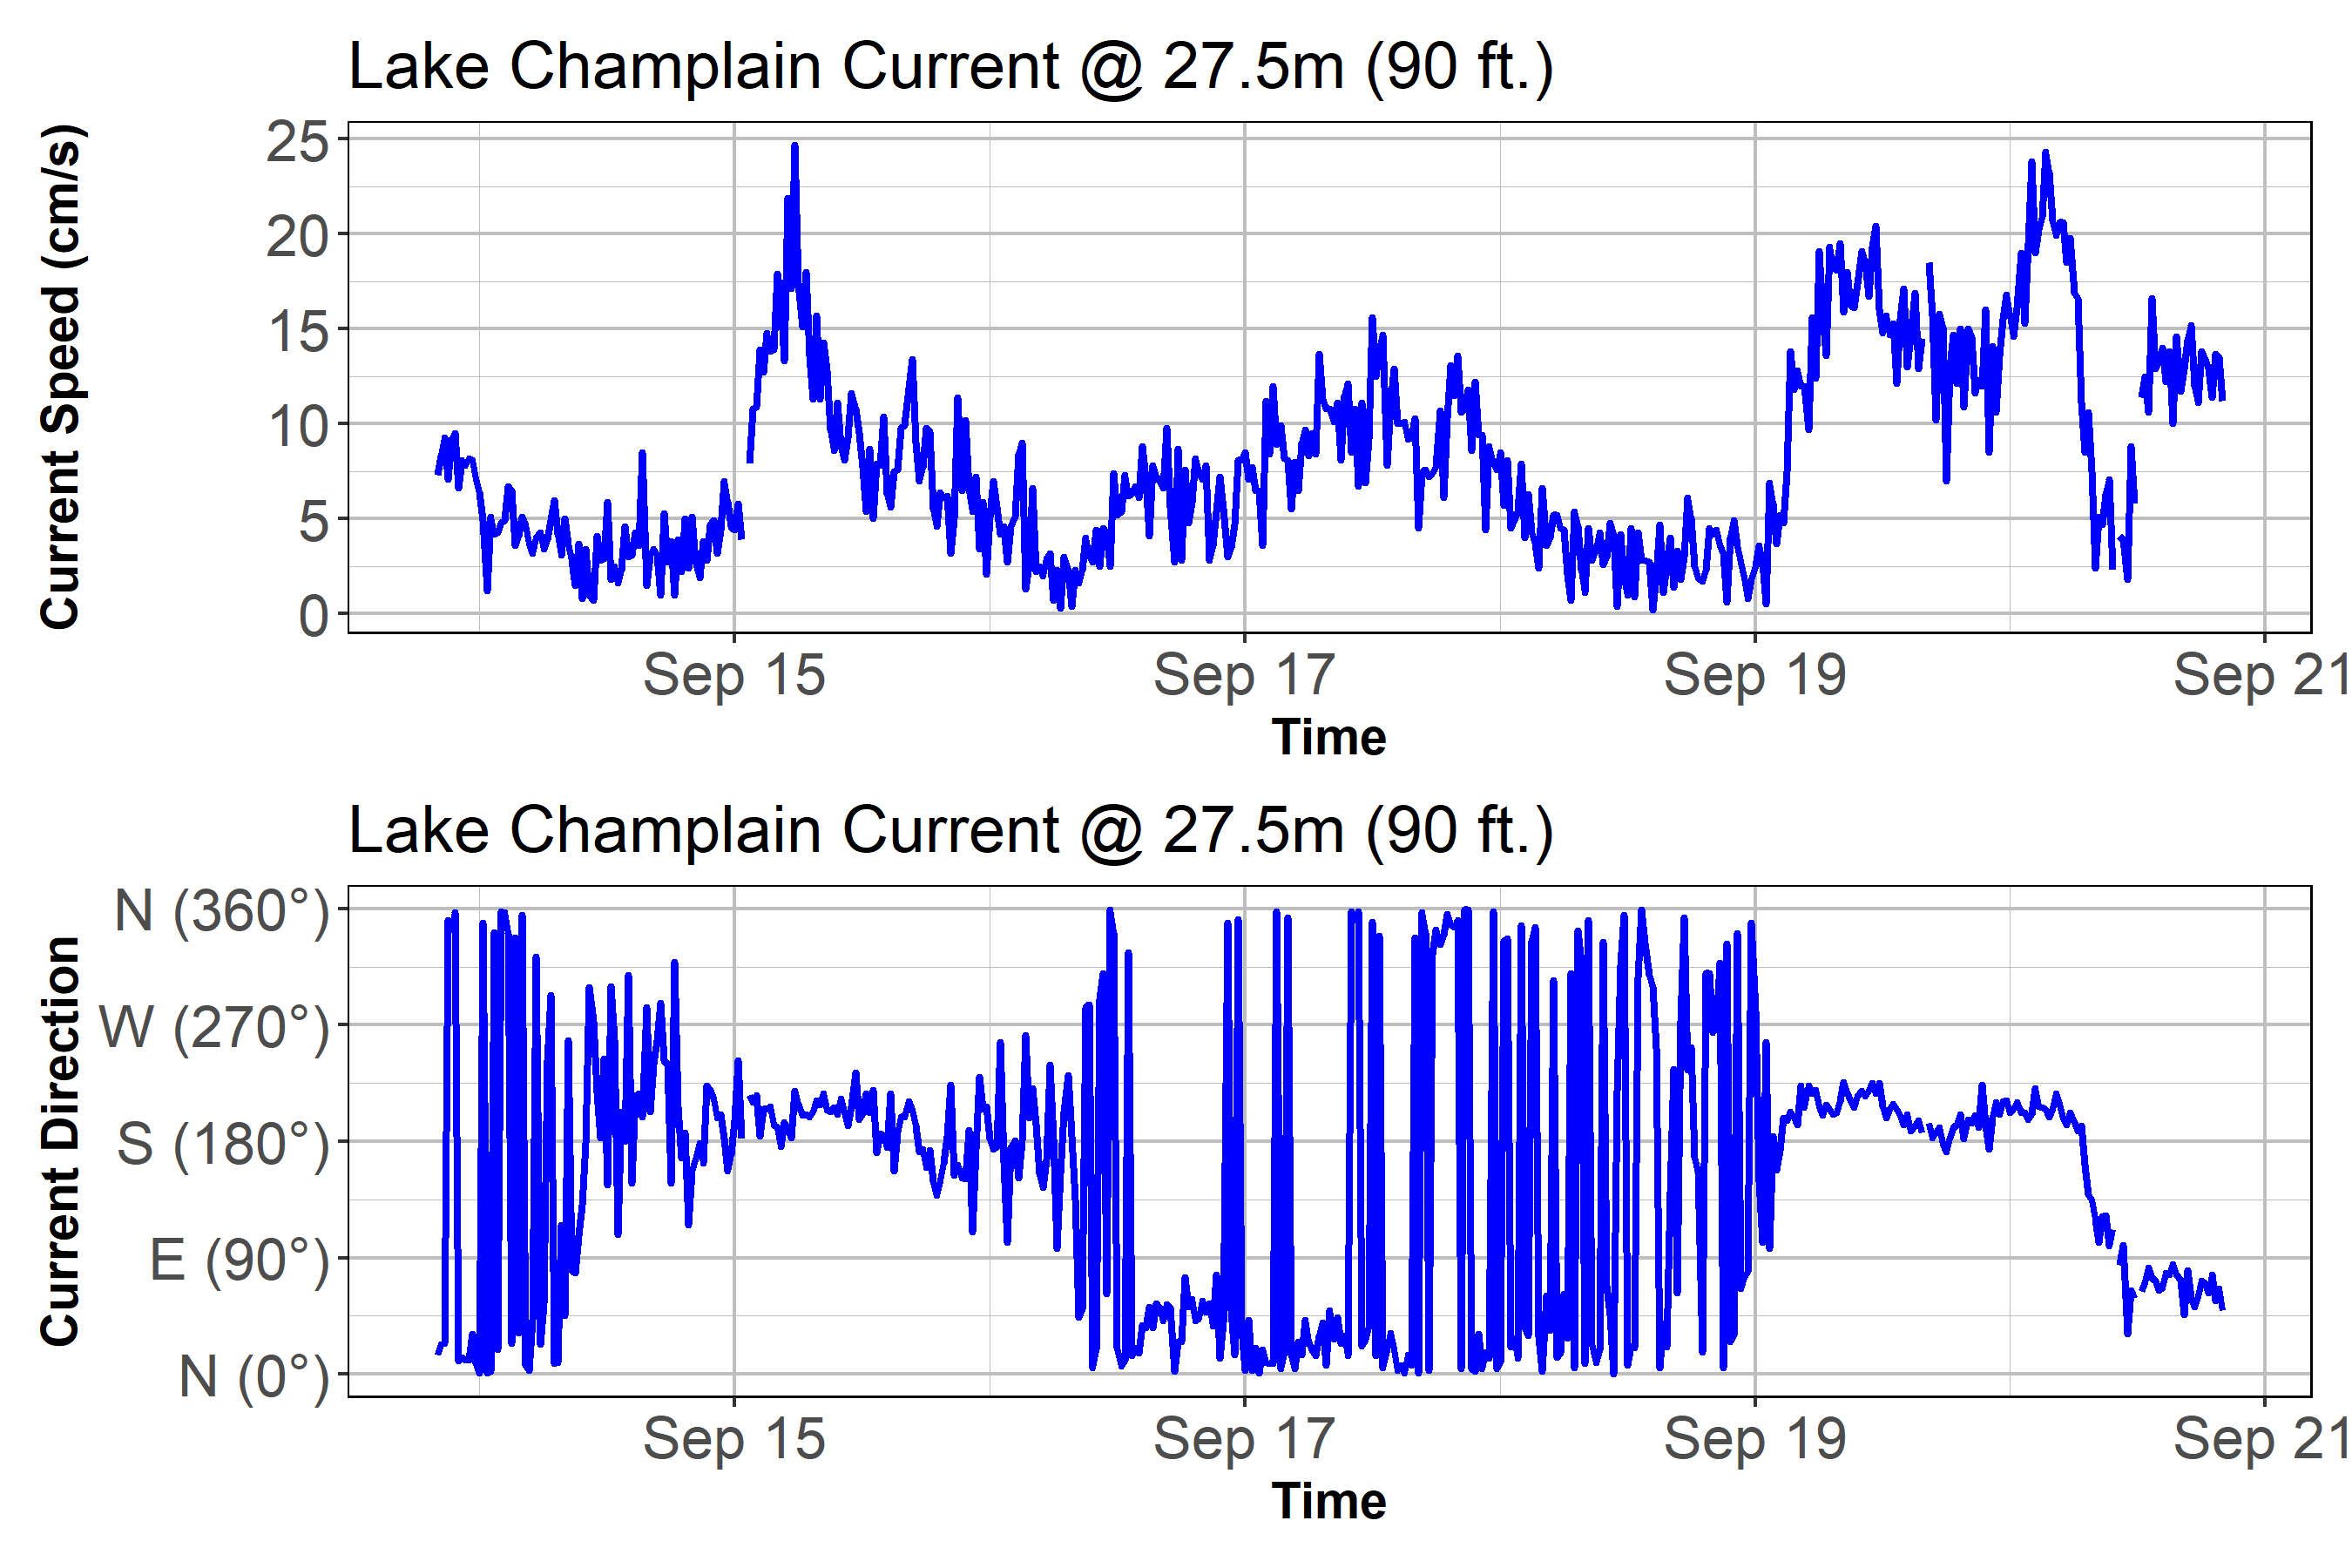 Lake Champlain Current @ 27.5m (90 ft.)
Current Speed (cm/s)
25
20
15
10
5
0
Sep 15 Sep 17 Sep 19 Sep 21
Time
Lake Champlain Current @ 27.5m (90 ft.)
Current Direction
N (360°)
W (270°)
S (180°)
E (90°)
N (0°)
Sep 15 Sep 17 Sep 19 Sep 21
Time